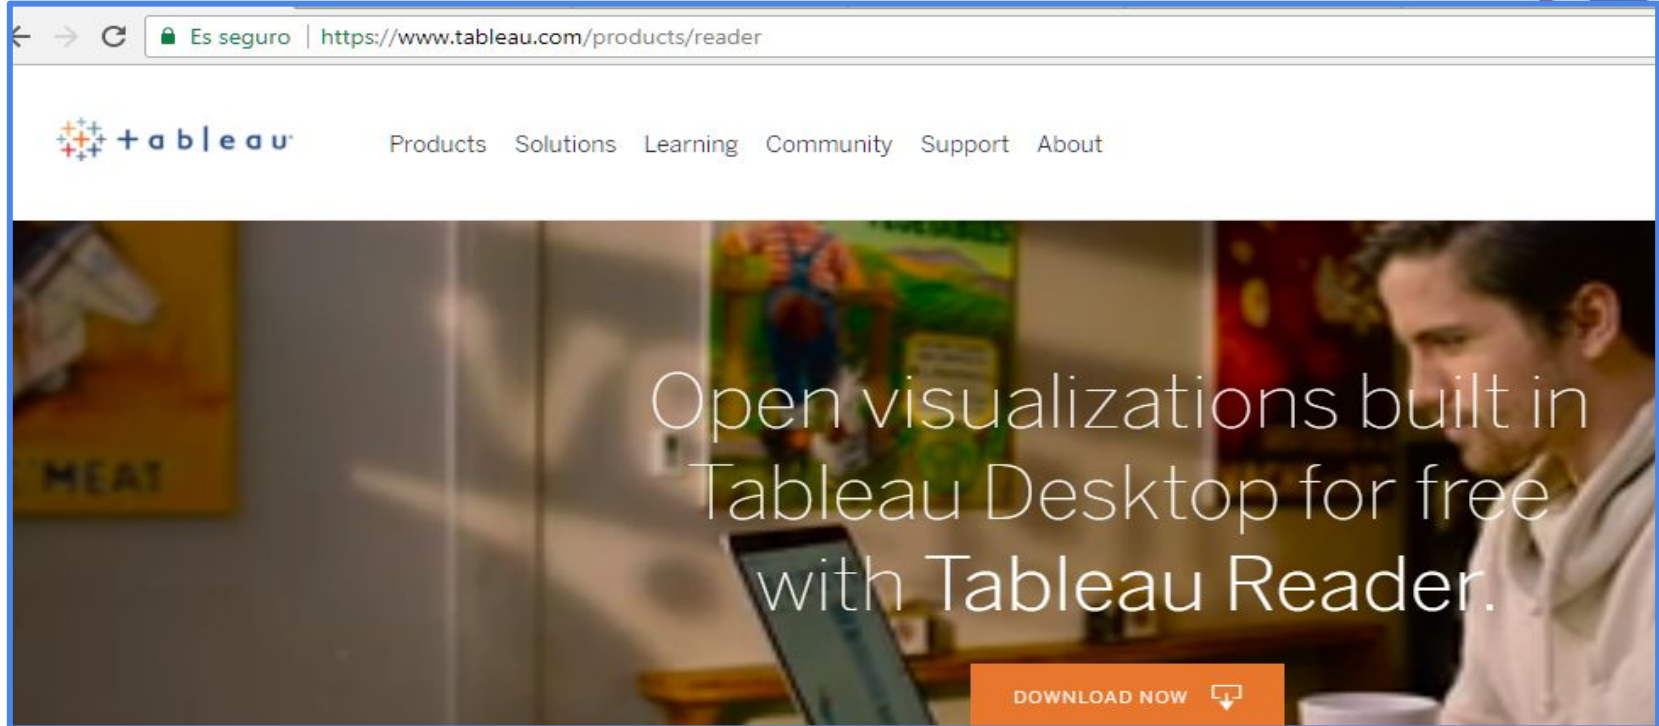 Es seguro | https://www.tableau.com/products/reader
+ableau
Products Solutions Learning Community Support About
MEAT
Open visualizations built in
Tableau Desktop for free
with Tableau Reader.
DOWNLOAD NOW